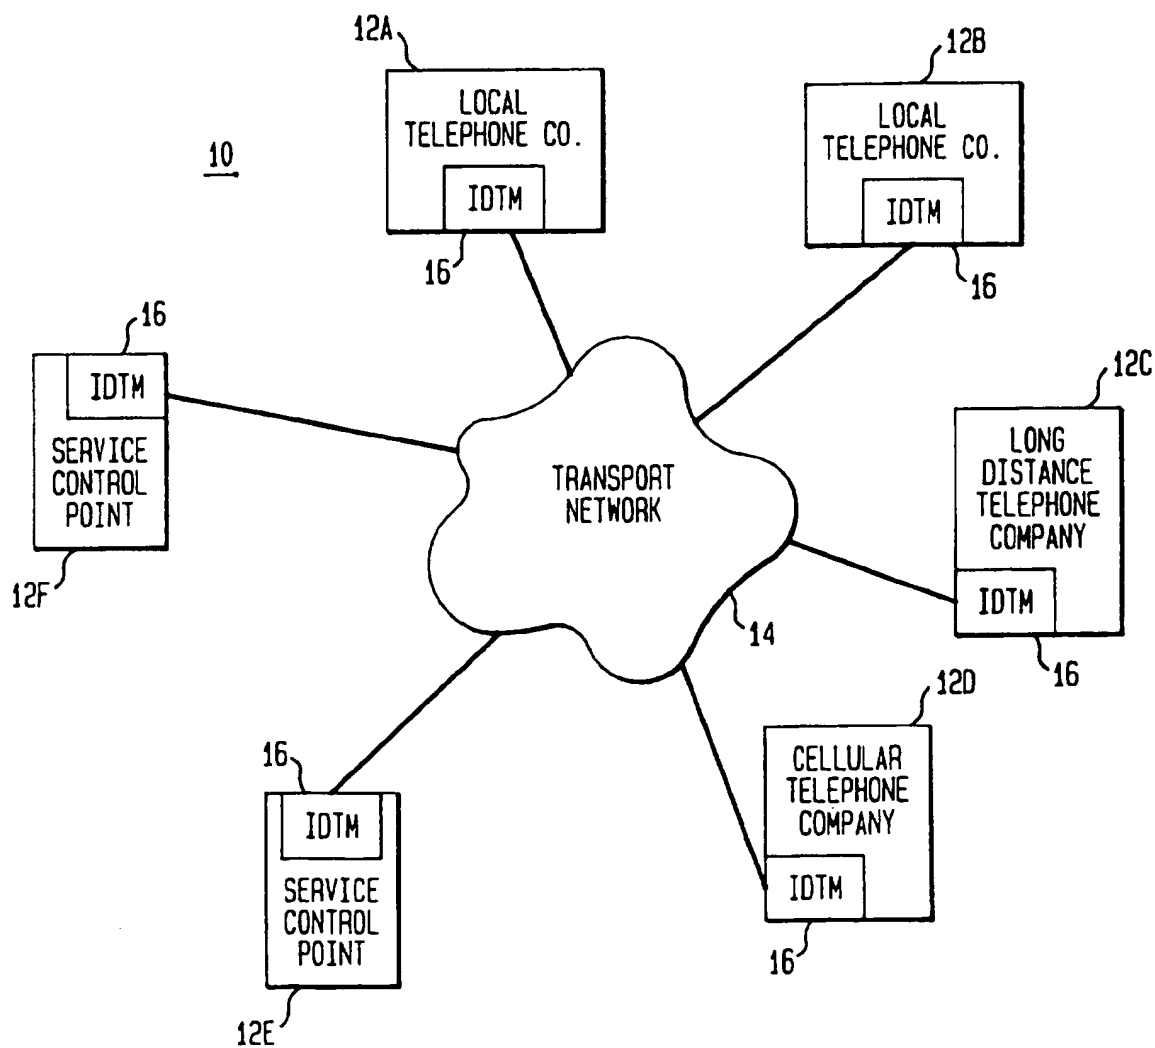 12A
LOCAL
TELEPHONE CO.
IDTM
16
12B
LOCAL
TELEPHONE CO.
IDTM
16
10
16
IDTM
SERVICE
CONTROL
POINT
12F
TRANSPORT
NETWORK
14
12C
LONG
DISTANCE
TELEPHONE
COMPANY
IDTM
16
12D
CELLULAR
TELEPHONE
COMPANY
IDTM
16
16
IDTM
SERVICE
CONTROL
POINT
12E